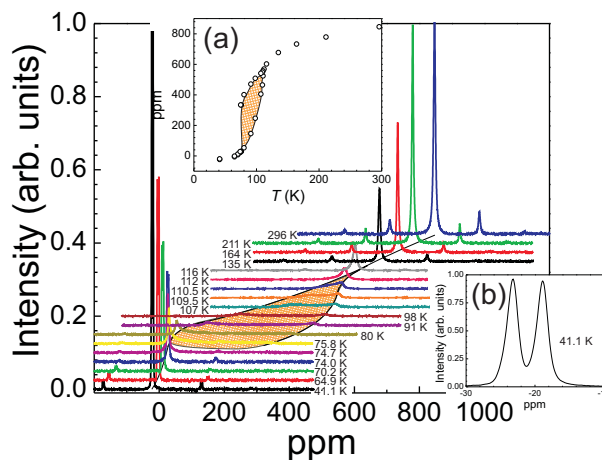 Intensity (arb. units)
1.0
0.8
0.6
0.4
0.2
0.0
0 200 400 600 800 1000
ppm
(a)
ppm
800
600
400
200
0
0 100 200 300
T (K)
296 K
211 K
164 K
135 K
116 K
112 K
110.5 K
109.5 K
107 K
98 K
91 K
80 K
75.8 K
74.7 K
74.0 K
70.2 K
64.9 K
41.1 K
(b)
Intensity (arb. units)
1.00
0.75
0.50
0.25
0
41.1 K
-30 -20
ppm